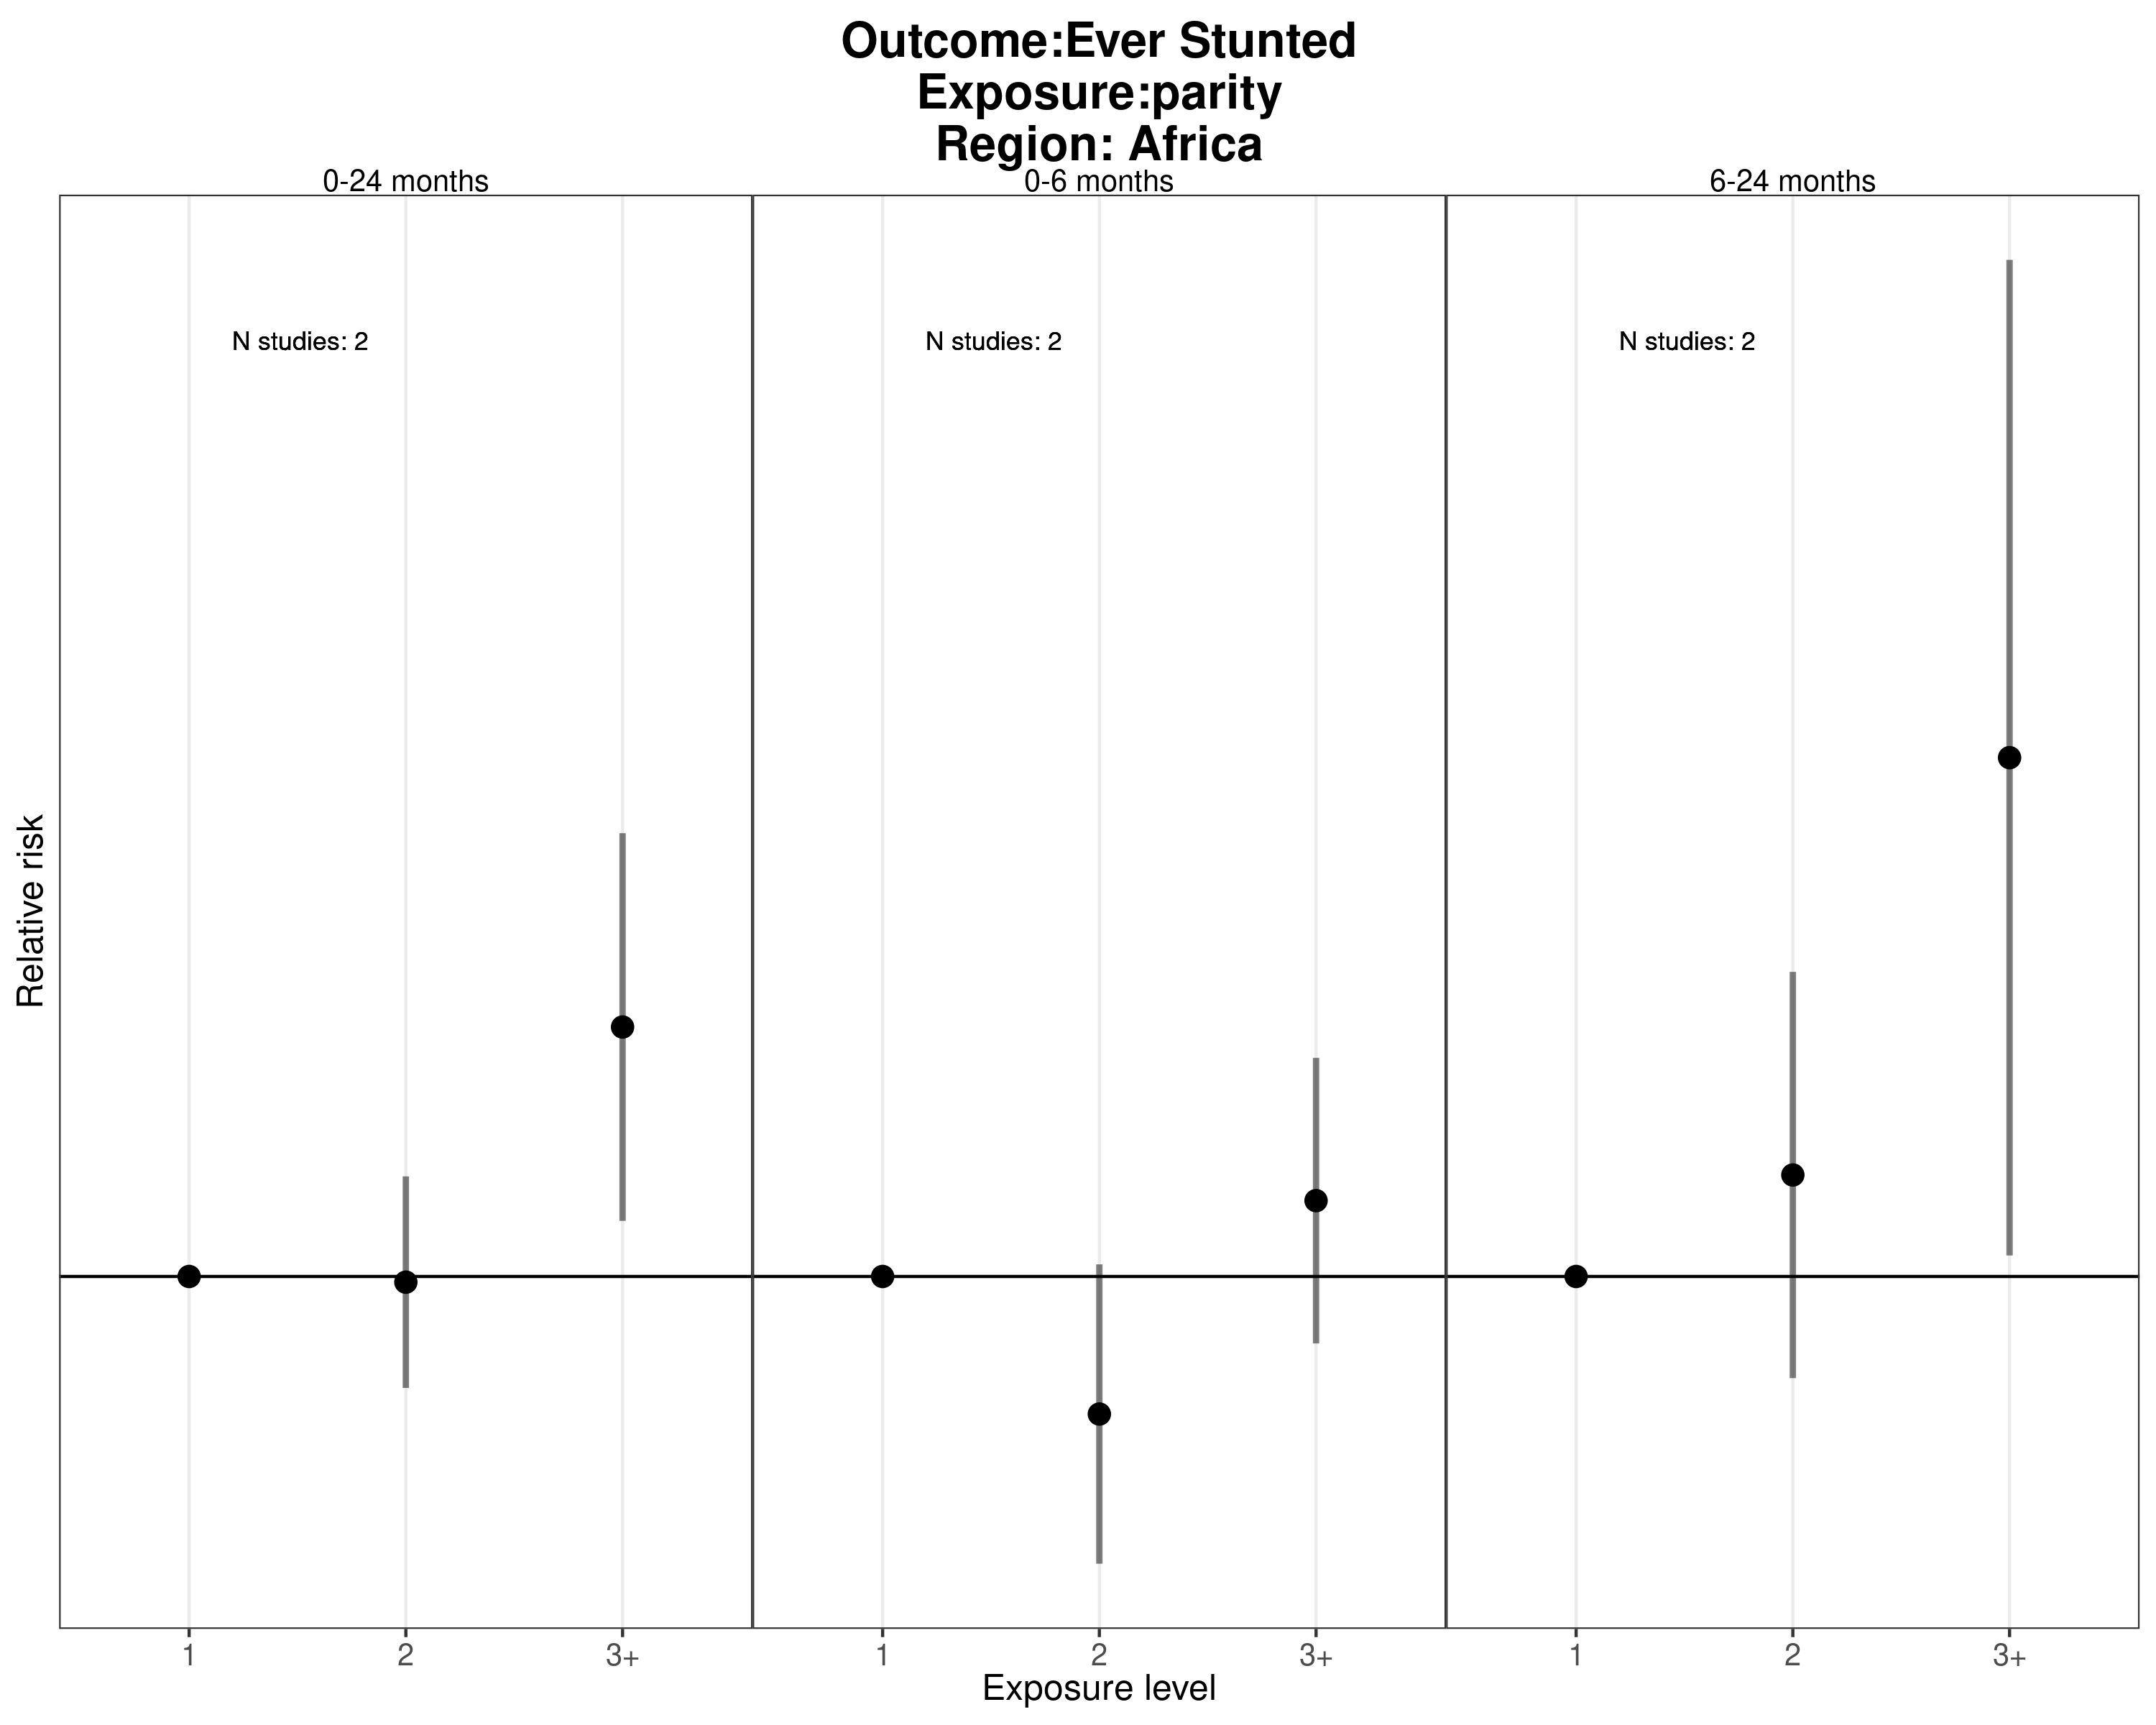 Outcome:Ever Stunted
Exposure:parity
Region: Africa
0-24 months
0-6 months
6-24 months
N studies: 2
N studies: 2
N studies: 2
Relative risk
1
2
3+
1
2
3+
1
2
3+
Exposure level